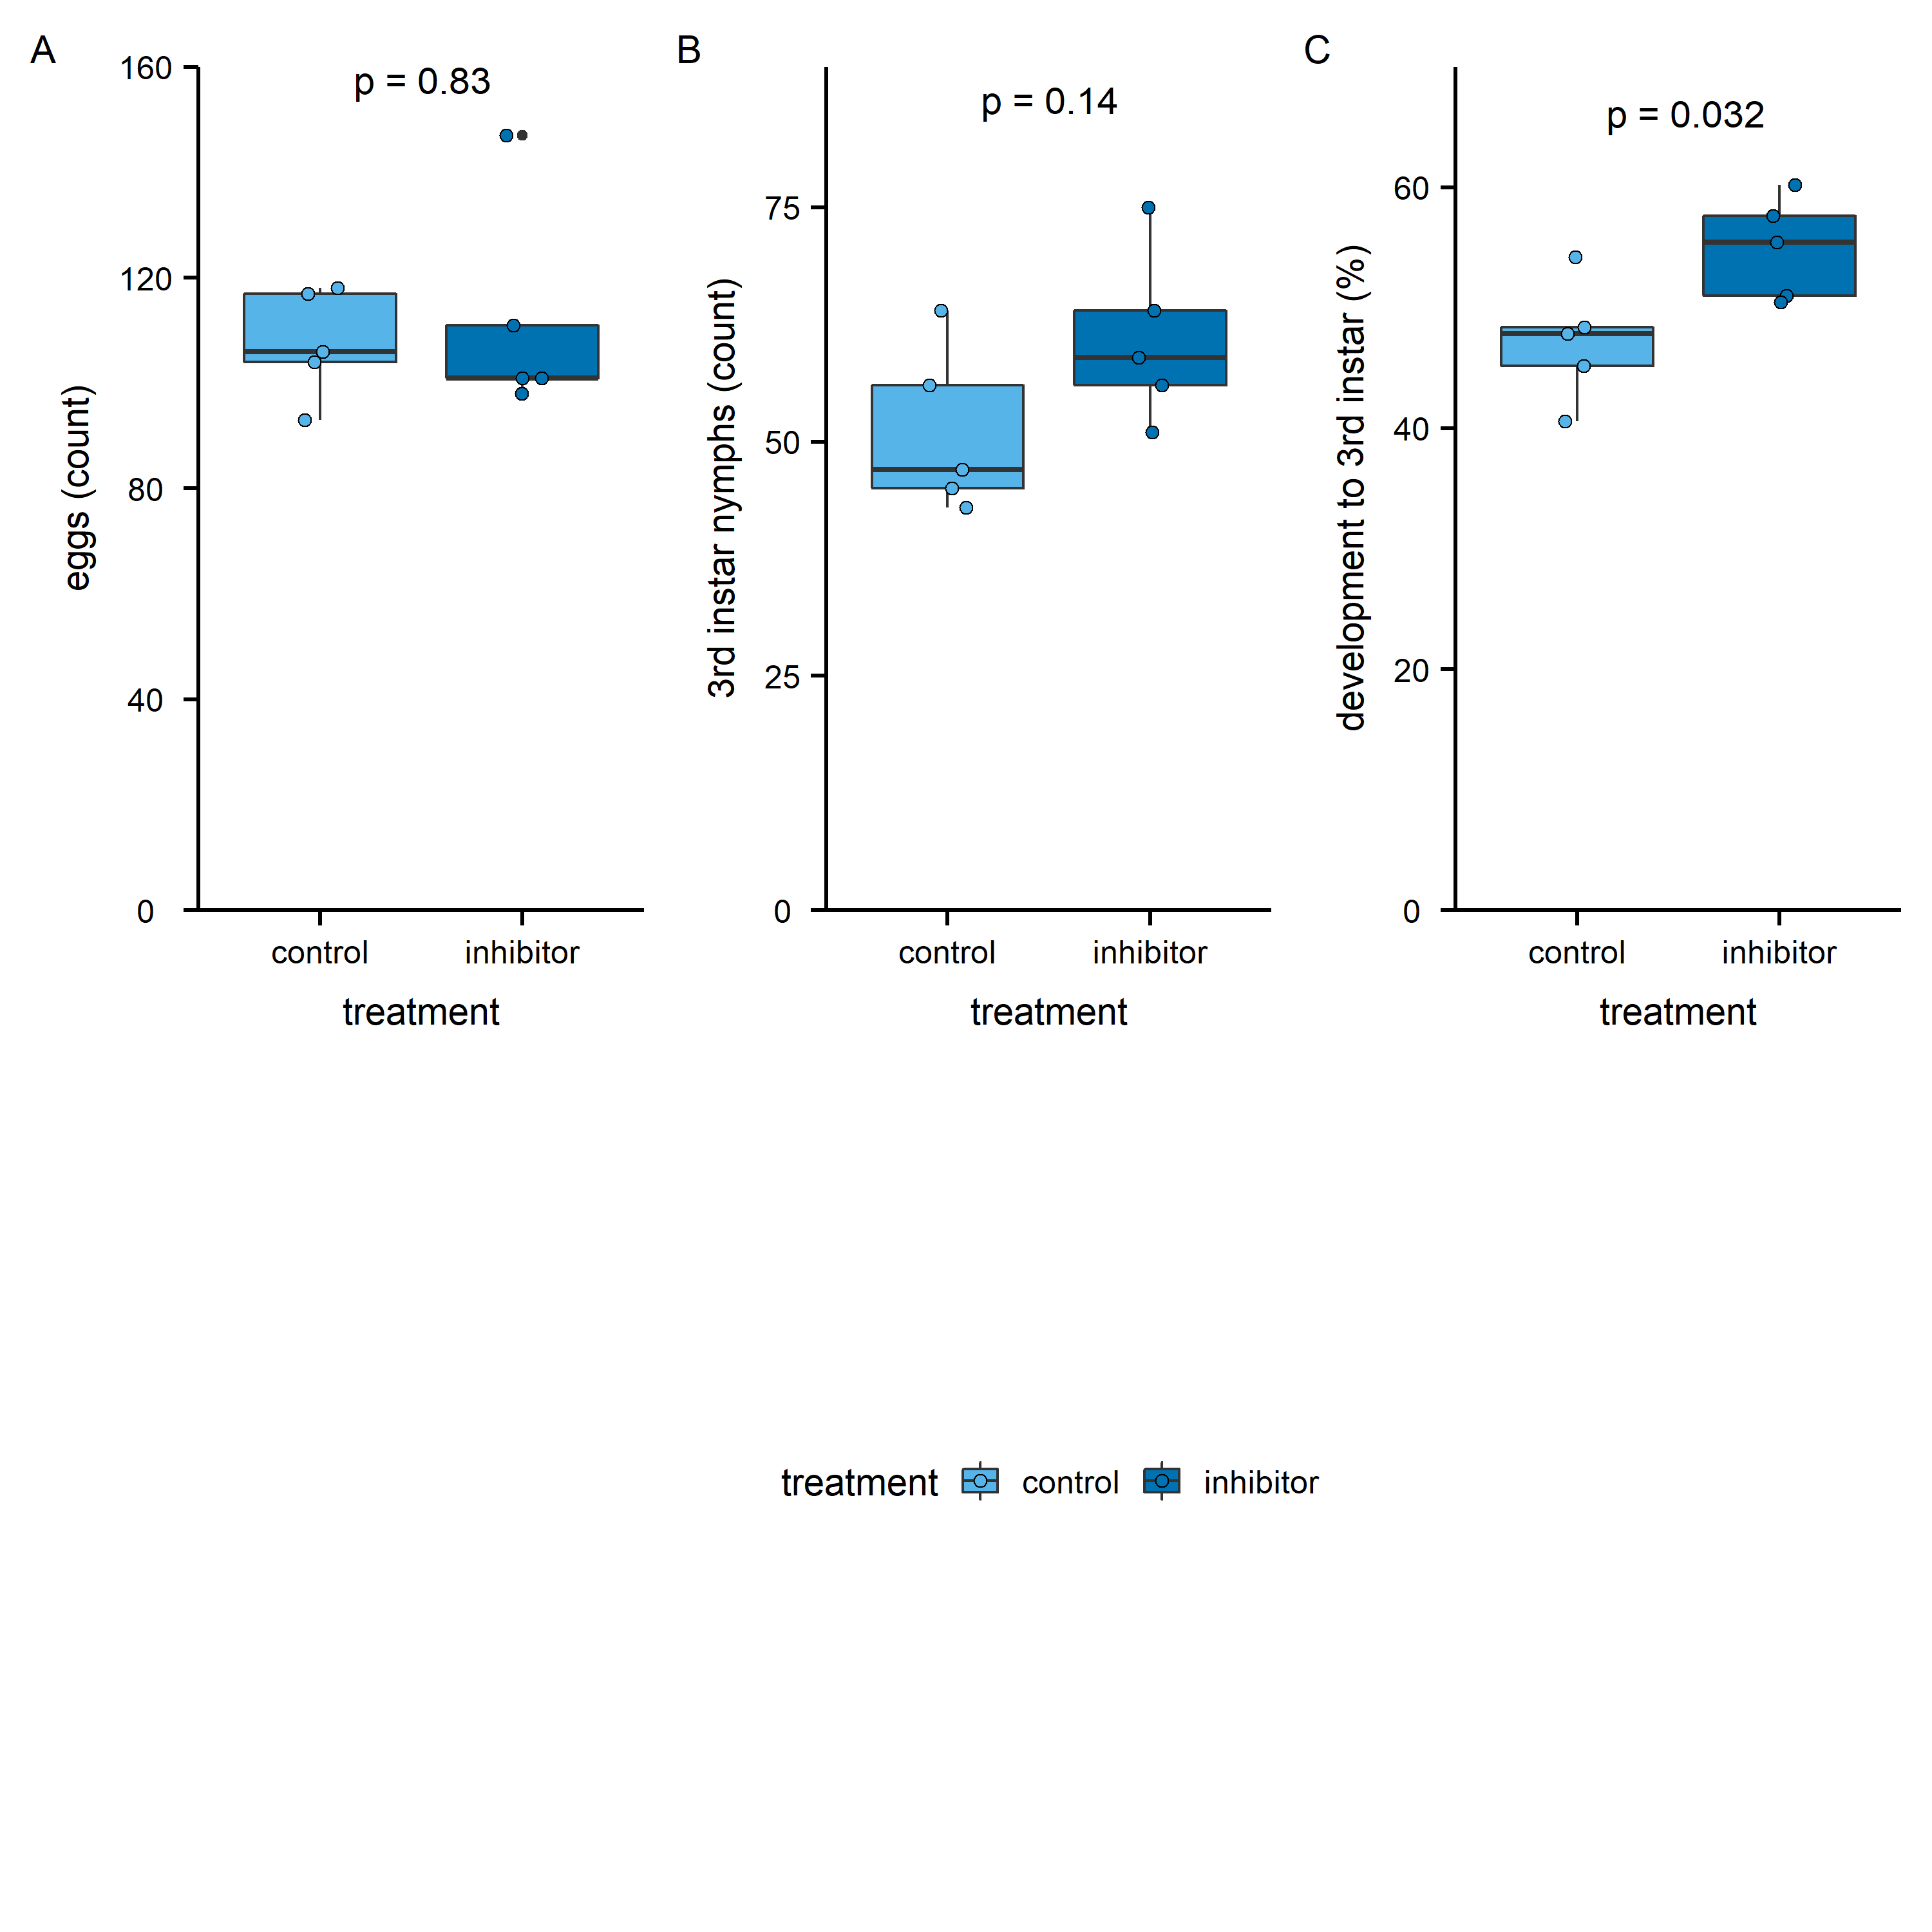 A
160
120
80
40
0
eggs (count)
p = 0.83
control inhibitor
treatment
B
75
50
25
0
3rd instar nymphs (count)
p = 0.14
control inhibitor
treatment
C
60
40
20
0
development to 3rd instar (%)
p = 0.032
control inhibitor
treatment
treatment control inhibitor